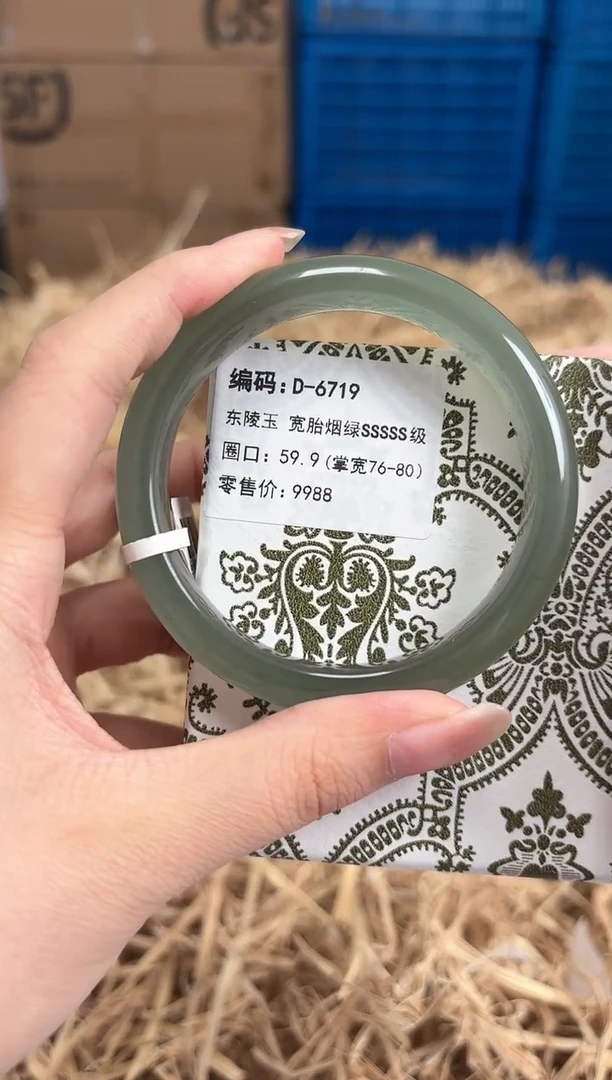 SF
编码:D-6719
东陵玉 宽胎烟绿SSSSS级
圈口: 59.9(掌宽76-80)
零售价:9988